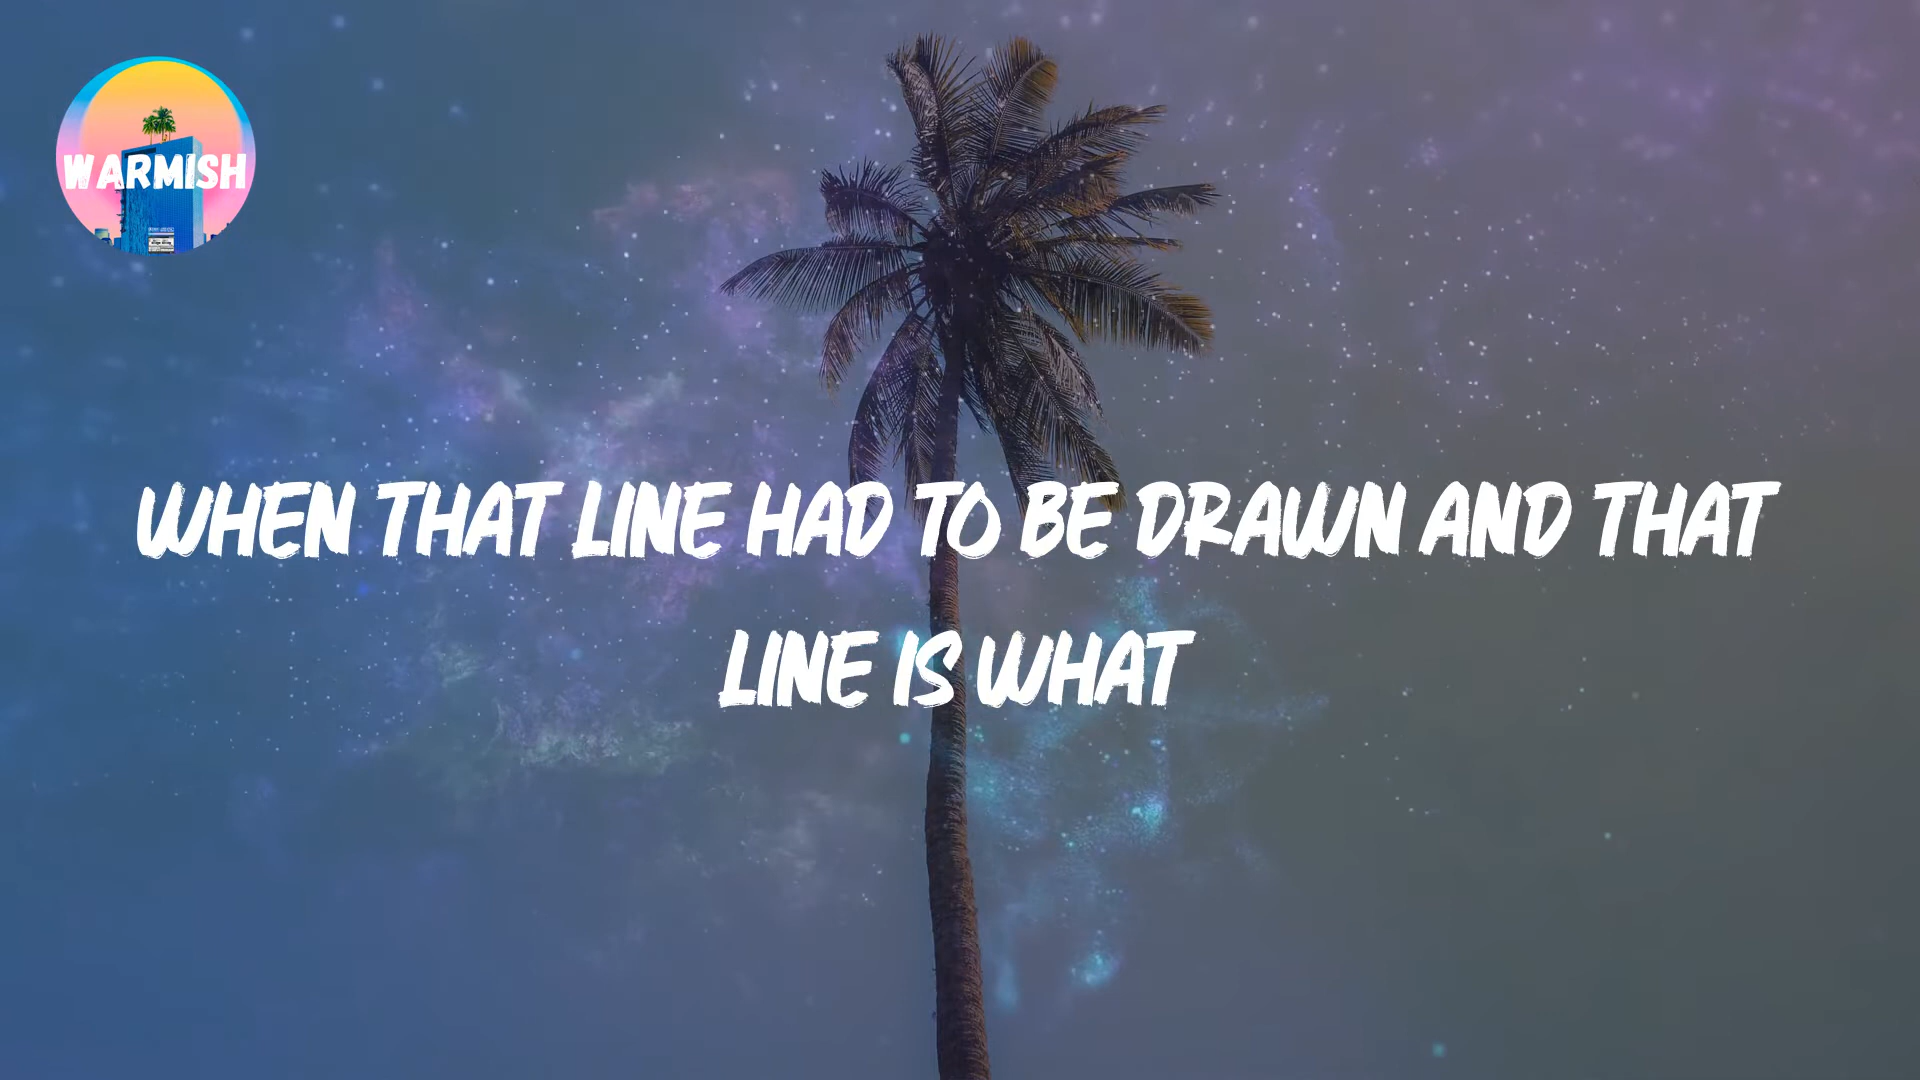 WARMISH
WHEN THAT LINE HAD TO BE DRAWN AND THAT
LINE IS WHAT